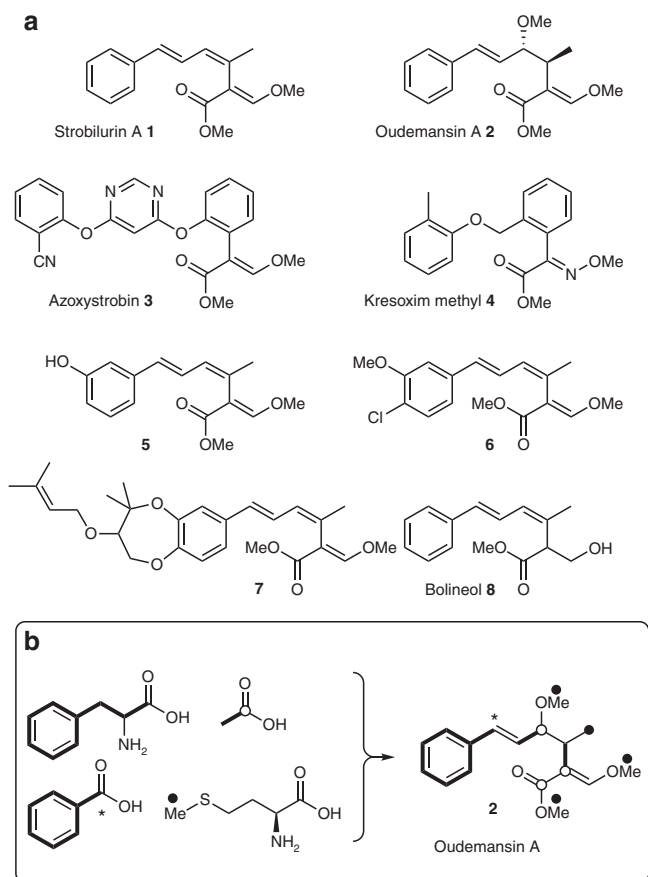 a
OMe
O
OMe
OMe
Strobilurin A 1
O
OMe
OMe
Oudemansin A 2
N
N
O
O
CN
O
OMe
OMe
Azoxystrobin 3
O
O
N
OMe
OMe
Kresoxim methyl 4
HO
O
OMe
OMe
5
MeO
Cl
MeO
O
OMe
6
O
O
O
MeO
O
OMe
7
MeO
O
OH
Bolineol 8
b
O
OH
NH2
O
OH
OMe
*
O
OMe
OMe
2
Oudemansin A
O
OH
*
Me
S
O
OH
NH2